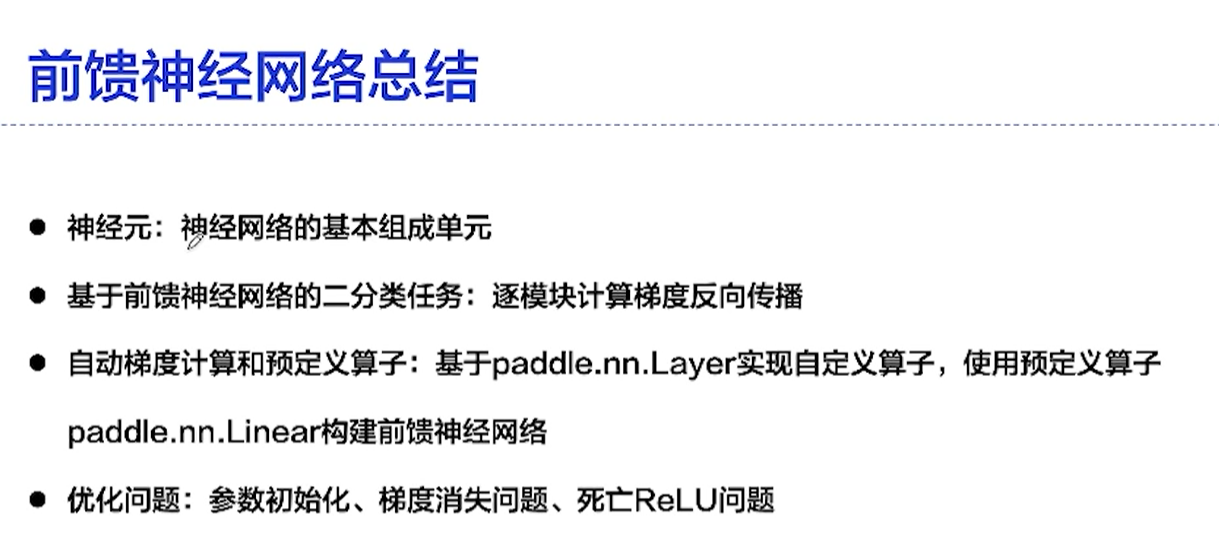 前馈神经网络总结
● 神经元：神经网络的基本组成单元
● 基于前馈神经网络的二分类任务：逐模块计算梯度反向传播
● 自动梯度计算和预定义算子：基于paddle.nn.Layer实现自定义算子，使用预定义算子
paddle.nn.Linear构建前馈神经网络
● 优化问题：参数初始化、梯度消失问题、死亡ReLU问题